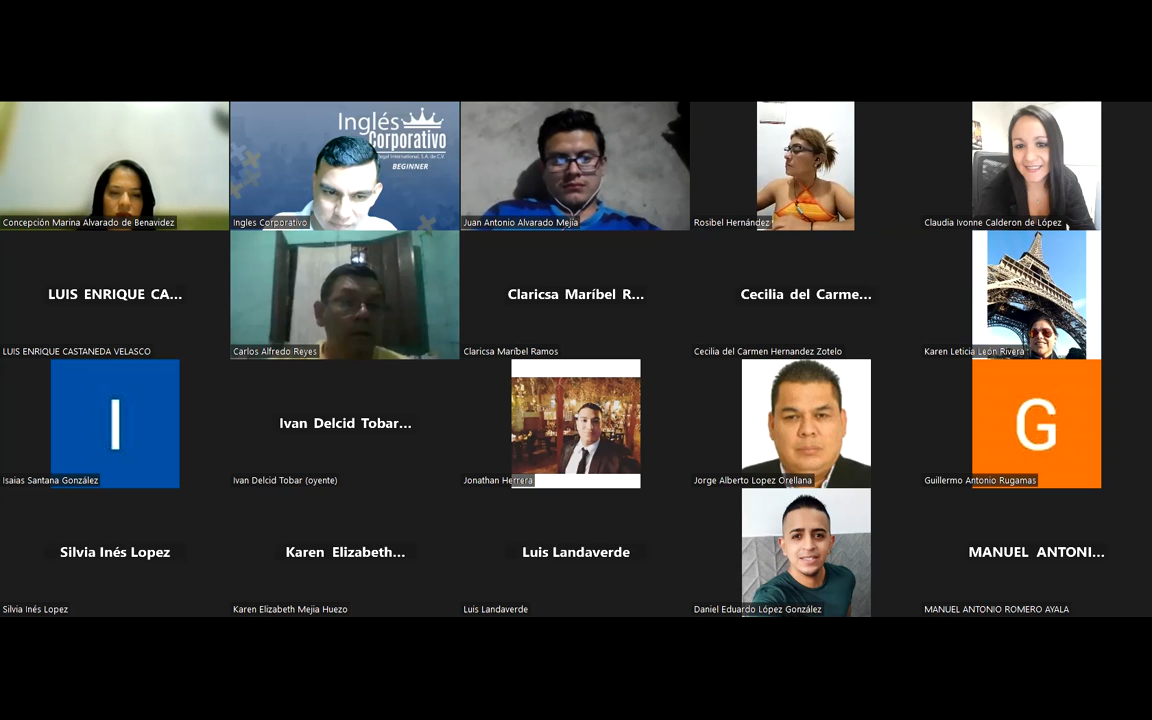 Inglés
Corporativo
legal International, S.A. de C.V.
BEGINNER
Concepción Marina Alvarado de Benavidez
Ingles Corporativo
Juan Antonio Alvarado Mejia
Rosibel Hernández
Claudia Ivonne Calderon de López
LUIS ENRIQUE CA...
Claricsa Maríbel R...
Cecilia del Carme...
LUIS ENRIQUE CASTANEDA VELASCO
Carlos Alfredo Reyes
Claricsa Maríbel Ramos
Cecilia del Carmen Hernandez Zotelo
Karen Leticia León Rivera
I
Ivan Delcid Tobar...
G
Isaias Santana González
Ivan Delcid Tobar (oyente)
Jonathan Herrera
Jorge Alberto Lopez Orellana
Guillermo Antonio Rugamas
Silvia Inés Lopez
Karen Elizabeth...
Luis Landaverde
MANUEL ANTONI...
Silvia Inés Lopez
Karen Elizabeth Mejia Huezo
Luis Landaverde
Daniel Eduardo López González
MANUEL ANTONIO ROMERO AYALA